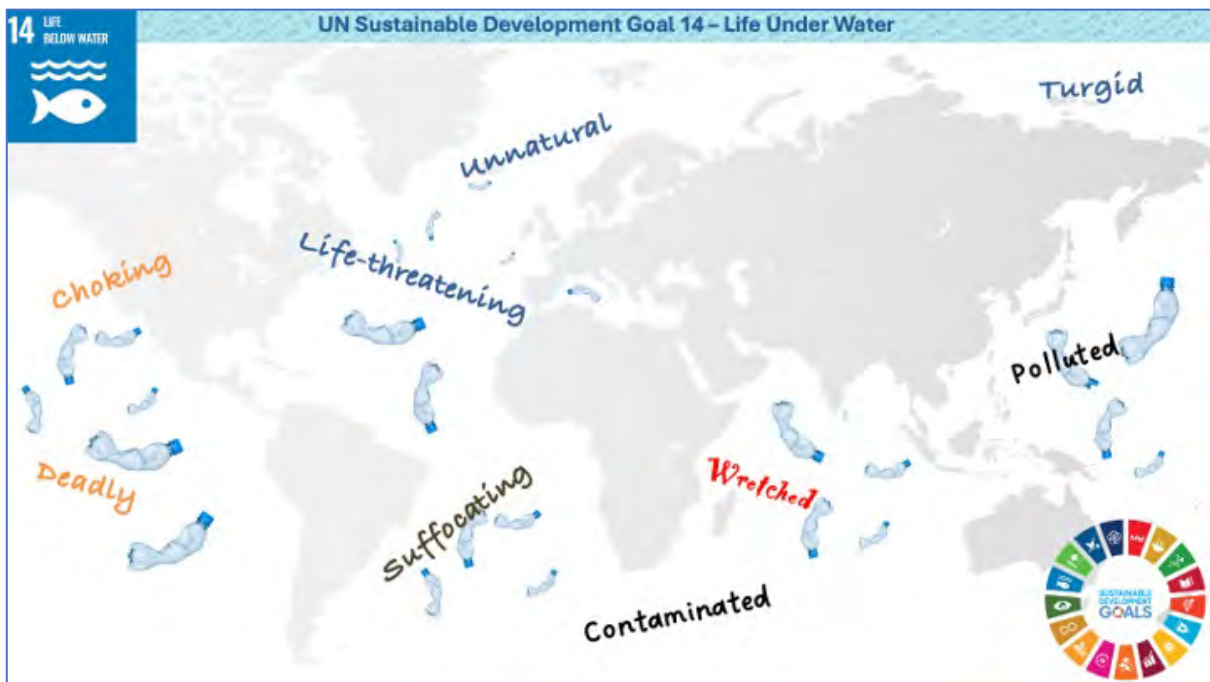 14 LIFE
BELOW WATER
UN Sustainable Development Goal 14 – Life Under Water
Turgid
Unnatural
Life-threatening
Choking
Polluted
Deadly
Wretched
Suffocating
Contaminated
SUSTAINABLE
DEVELOPMENT
GOALS